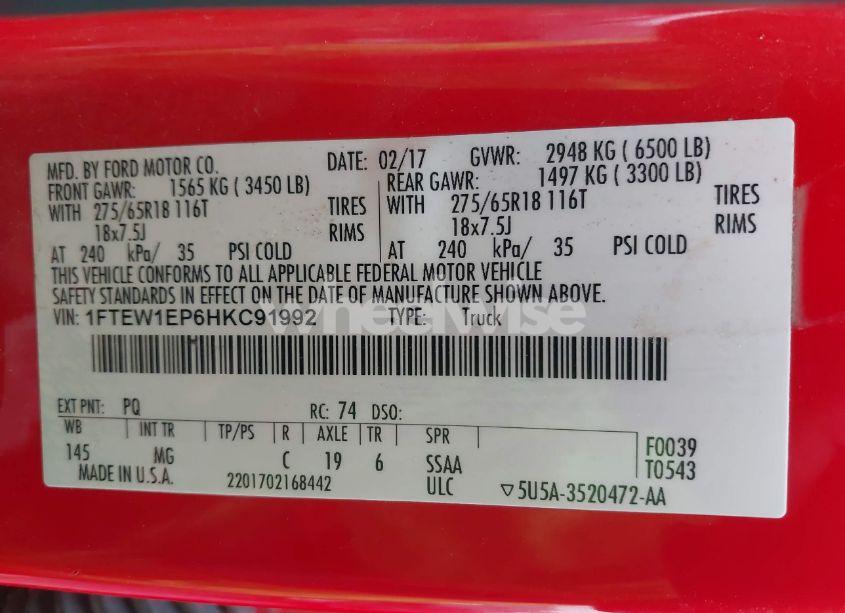 MFD. BY FORD MOTOR CO. DATE: 02/17 GVWR: 2948 KG ( 6500 LB)
FRONT GAWR: 1565 KG ( 3450 LB) REAR GAWR: 1497 KG ( 3300 LB)
WITH 275/65R18 116T TIRES WITH 275/65R18 116T TIRES
18x7.5J RIMS 18x7.5J RIMS
AT 240 kPa/ 35 PSI COLD AT 240 kPa/ 35 PSI COLD
THIS VEHICLE CONFORMS TO ALL APPLICABLE FEDERAL MOTOR VEHICLE
SAFETY STANDARDS IN EFFECT ON THE DATE OF MANUFACTURE SHOWN ABOVE.
VIN: 1FTEW1EP6HKC91992 TYPE: Truck
wheelwise
EXT PNT: PQ RC: 74 DSO:
WB INT TR TP/PS R AXLE TR SPR
145 MG C 19 6 SSAA
F0039
T0543
MADE IN U.S.A. 2201702168442 ULC ▽5U5A-3520472-AA